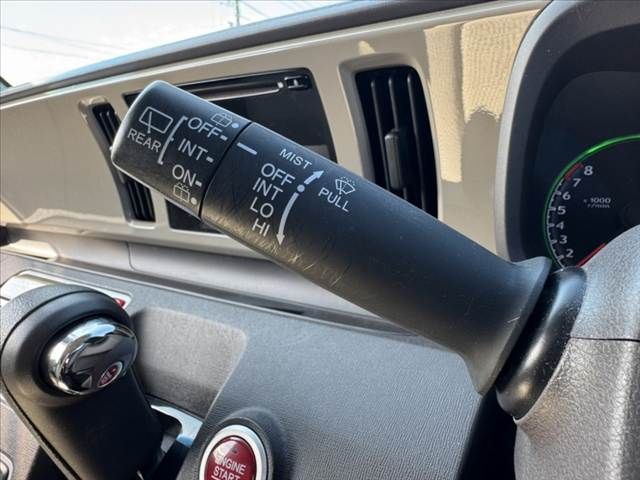 REAR
OFF
INT
ON
MIST
OFF
INT
LO
HI
PULL
8
7
6
5
4
3
2
x 1000
r/min
ENGINE
START